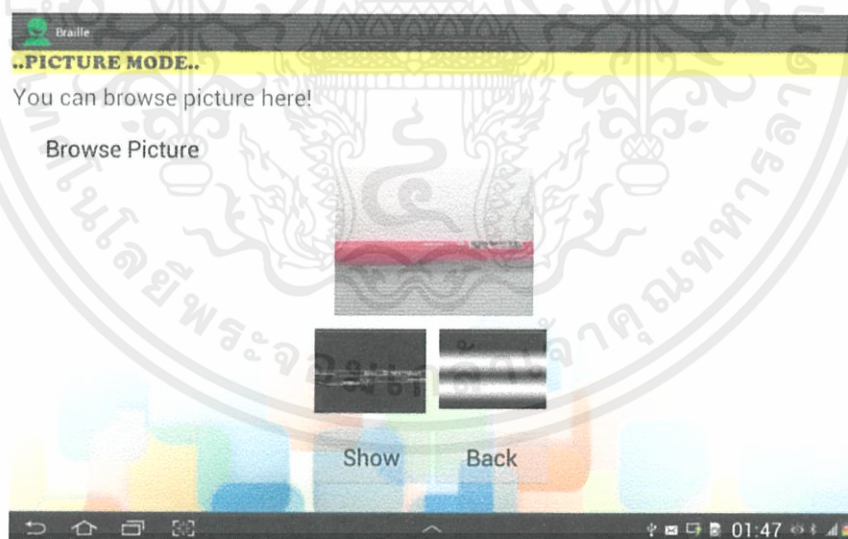 Braille
..PICTURE MODE..
You can browse picture here!
Browse Picture
Show Back
01:47